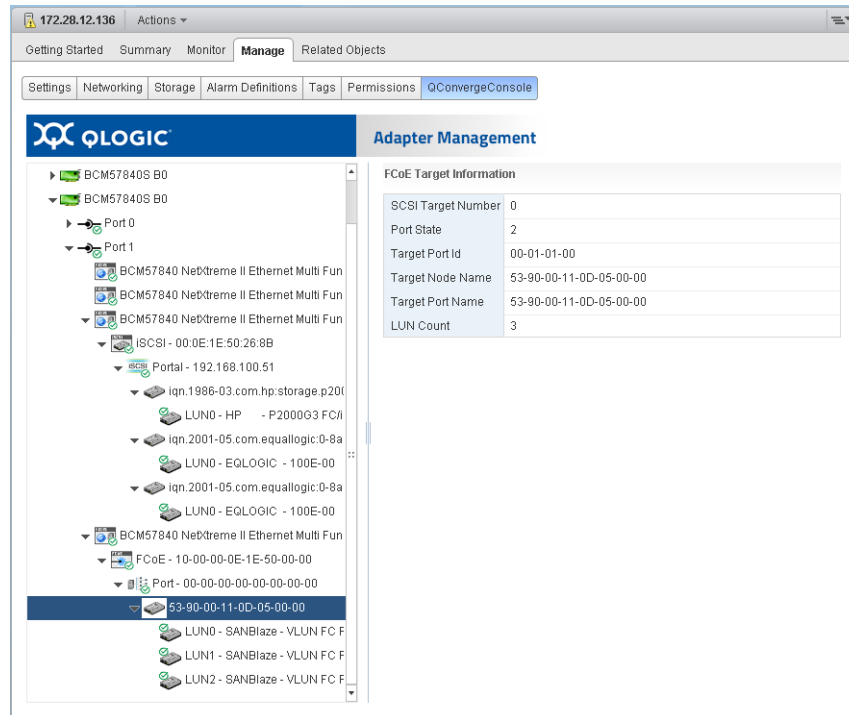 172.28.12.136 Actions
Getting Started Summary Monitor Manage Related Objects
Settings Networking Storage Alarm Definitions Tags Permissions QConvergeConsole
QLOGIC Adapter Management
BCM57840S B0
BCM57840S B0
Port 0
Port 1
BCM57840 NetXtreme II Ethernet Multi Fun
BCM57840 NetXtreme II Ethernet Multi Fun
BCM57840 NetXtreme II Ethernet Multi Fun
iSCSI - 00:0E:1E:50:26:8B
iSCSI Portal - 192.168.100.51
iqn.1986-03.com.hp:storage.p200
LUN0 - HP - P2000G3 FC/i
iqn.2001-05.com.equallogic:0-8a
LUN0 - EQLOGIC - 100E-00
iqn.2001-05.com.equallogic:0-8a
LUN0 - EQLOGIC - 100E-00
BCM57840 NetXtreme II Ethernet Multi Fun
FCoE - 10-00-00-0E-1E-50-00-00
Port - 00-00-00-00-00-00-00-00
53-90-00-11-0D-05-00-00
LUN0 - SANBlaze - VLUN FC F
LUN1 - SANBlaze - VLUN FC F
LUN2 - SANBlaze - VLUN FC F
FCoE Target Information
SCSI Target Number 0
Port State 2
Target Port Id 00-01-01-00
Target Node Name 53-90-00-11-0D-05-00-00
Target Port Name 53-90-00-11-0D-05-00-00
LUN Count 3